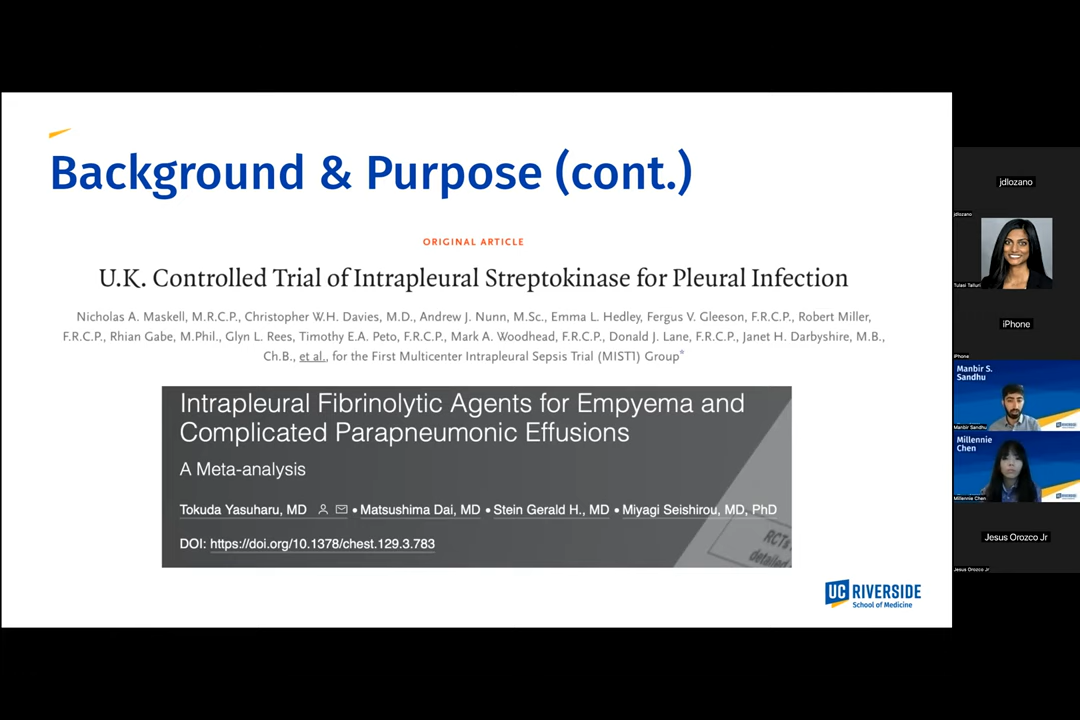 Background & Purpose (cont.)
ORIGINAL ARTICLE
U.K. Controlled Trial of Intrapleural Streptokinase for Pleural Infection
Nicholas A. Maskell, M.R.C.P., Christopher W.H. Davies, M.D., Andrew J. Nunn, M.Sc., Emma L. Hedley, Fergus V. Gleeson, F.R.C.P., Robert Miller,
F.R.C.P., Rhian Gabe, M.Phil., Glyn L. Rees, Timothy E.A. Peto, F.R.C.P., Mark A. Woodhead, F.R.C.P., Donald J. Lane, F.R.C.P., Janet H. Darbyshire, M.B.,
Ch.B., et al., for the First Multicenter Intrapleural Sepsis Trial (MIST1) Group*
Intrapleural Fibrinolytic Agents for Empyema and
Complicated Parapneumonic Effusions
A Meta-analysis
Tokuda Yasuharu, MD • Matsushima Dai, MD • Stein Gerald H., MD • Miyagi Seishirou, MD, PhD
DOI: https://doi.org/10.1378/chest.129.3.783
RCTs
detailed
UC RIVERSIDE
School of Medicine
jdlozano
jdlozano
Tulasi Talluri
iPhone
iPhone
Manbir S.
Sandhu
Manbir Sandhu
Millennie
Chen
Millennie Chen
Jesus Orozco Jr
Jesus Orozco Jr